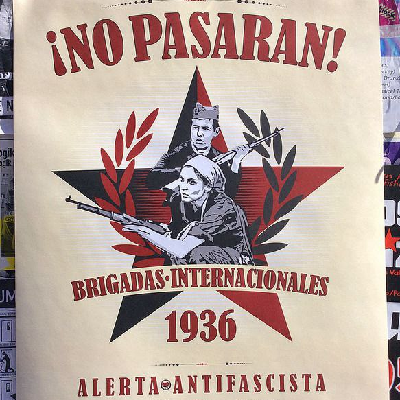 ¡NO PASARAN!
BRIGADAS·INTERNACIONALES
1936
ALERTA ANTIFASCISTA